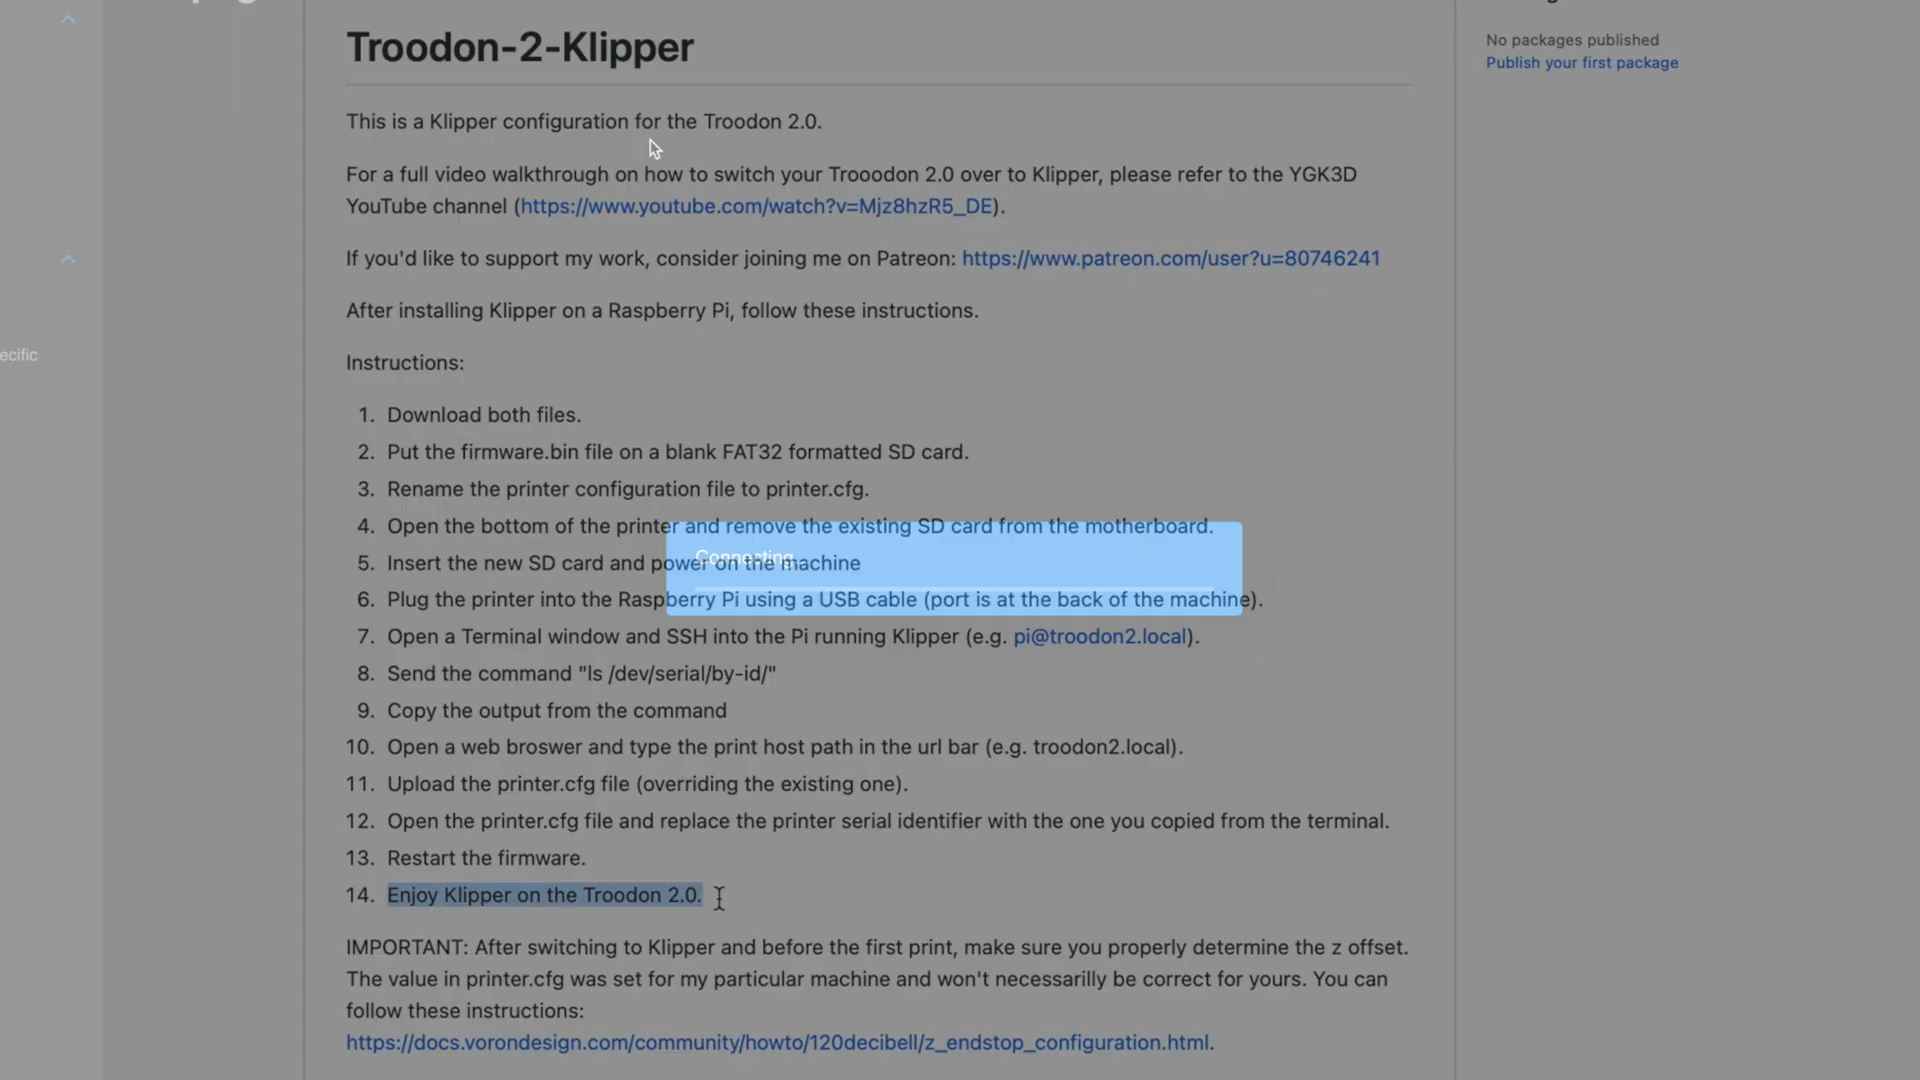 Troodon-2-Klipper
No packages published
Publish your first package
This is a Klipper configuration for the Troodon 2.0.
For a full video walkthrough on how to switch your Trooodon 2.0 over to Klipper, please refer to the YGK3D
YouTube channel (https://www.youtube.com/watch?v=Mjz8hzR5_DE).
If you'd like to support my work, consider joining me on Patreon: https://www.patreon.com/user?u=80746241
After installing Klipper on a Raspberry Pi, follow these instructions.
ecific
Instructions:
1. Download both files.
2. Put the firmware.bin file on a blank FAT32 formatted SD card.
3. Rename the printer configuration file to printer.cfg.
4. Open the bottom of the printer and remove the existing SD card from the motherboard.
Connecting
5. Insert the new SD card and power on the machine
6. Plug the printer into the Raspberry Pi using a USB cable (port is at the back of the machine).
7. Open a Terminal window and SSH into the Pi running Klipper (e.g. pi@troodon2.local).
8. Send the command "ls /dev/serial/by-id/"
9. Copy the output from the command
10. Open a web broswer and type the print host path in the url bar (e.g. troodon2.local).
11. Upload the printer.cfg file (overriding the existing one).
12. Open the printer.cfg file and replace the printer serial identifier with the one you copied from the terminal.
13. Restart the firmware.
14. Enjoy Klipper on the Troodon 2.0.
IMPORTANT: After switching to Klipper and before the first print, make sure you properly determine the z offset.
The value in printer.cfg was set for my particular machine and won't necessarilly be correct for yours. You can
follow these instructions:
https://docs.vorondesign.com/community/howto/120decibell/z_endstop_configuration.html.